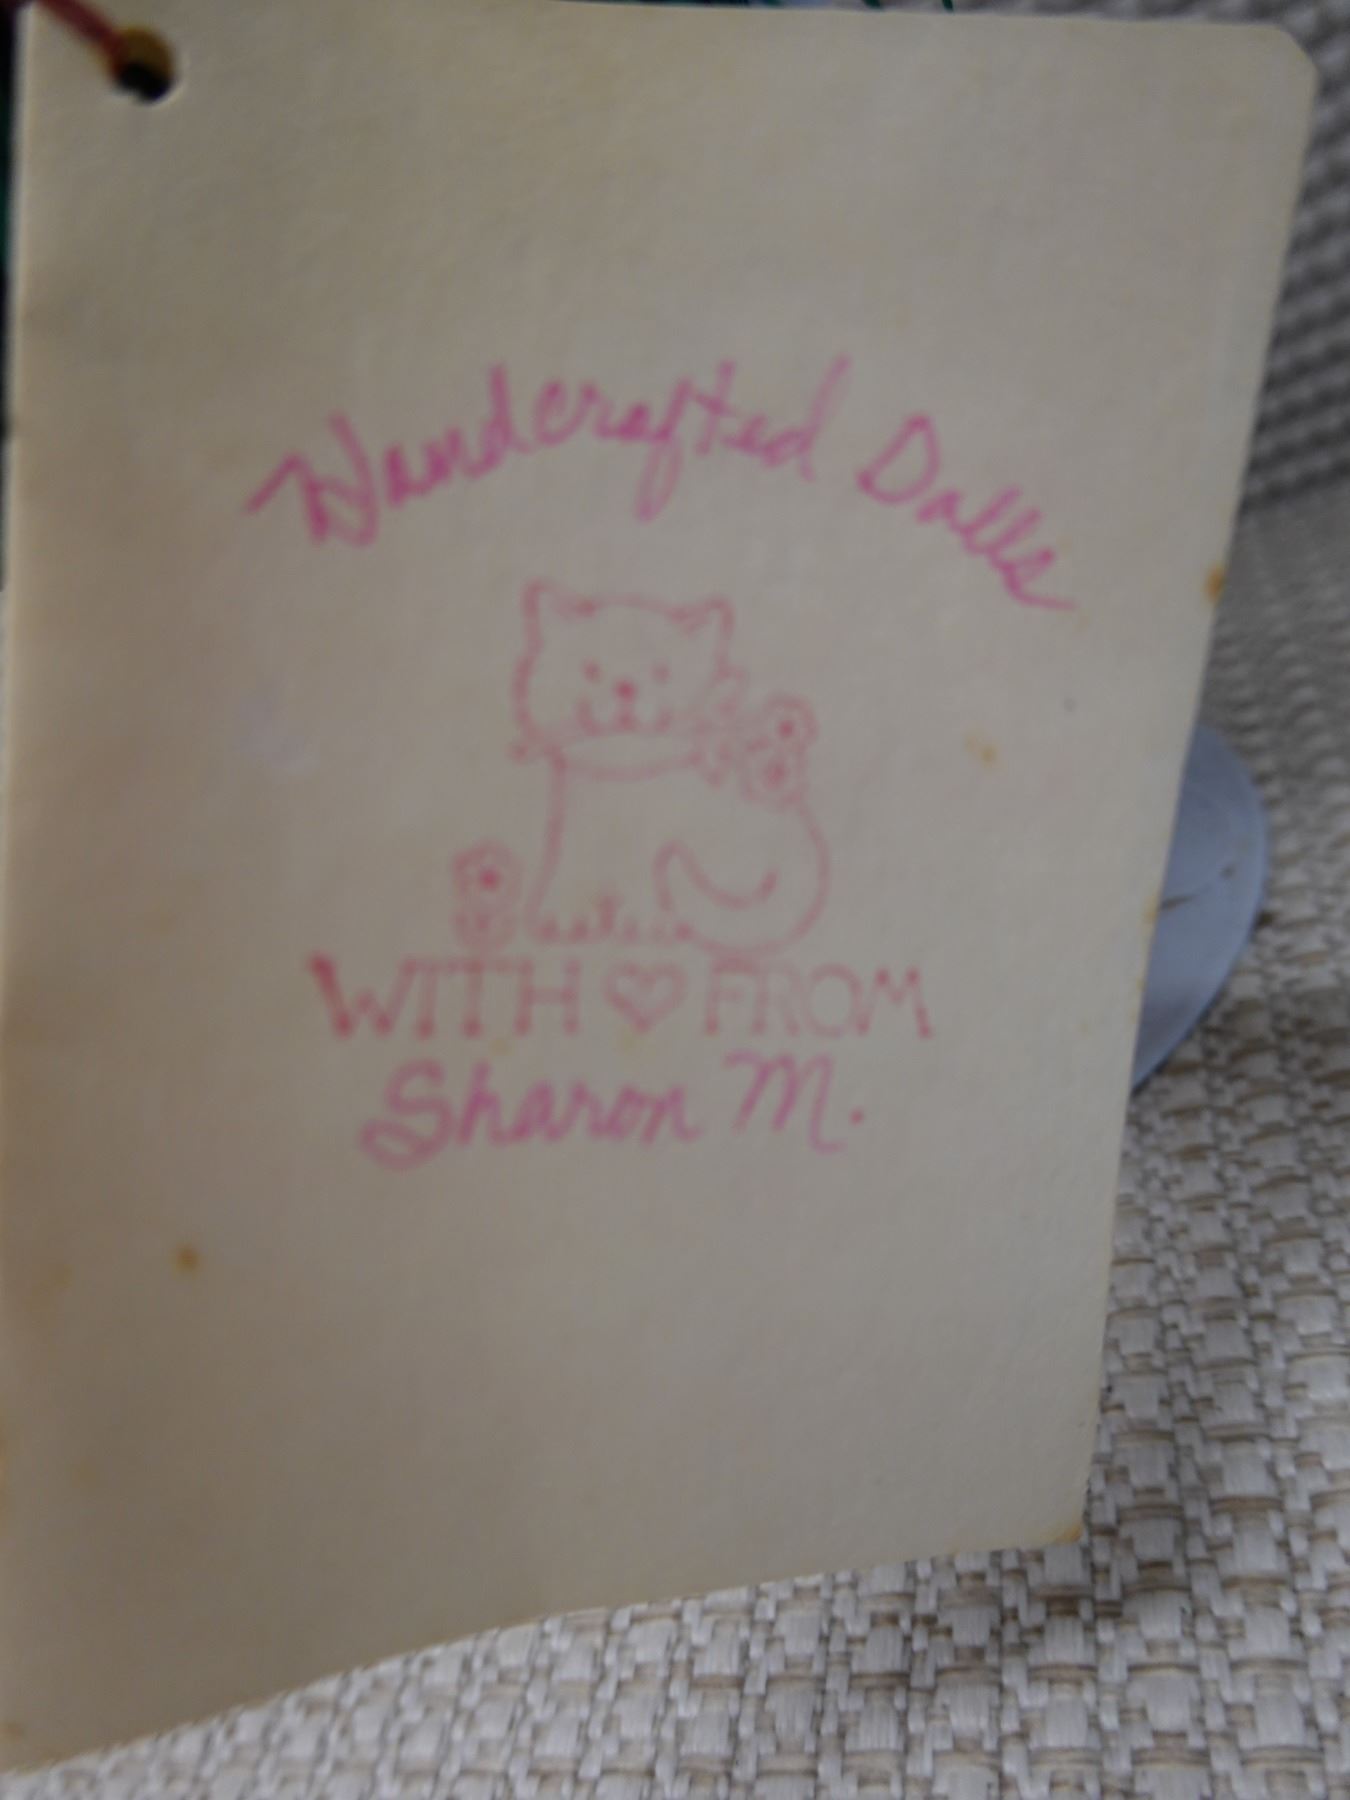 Handcrafted Dolls
WITH ♡ FROM
Sharon M.